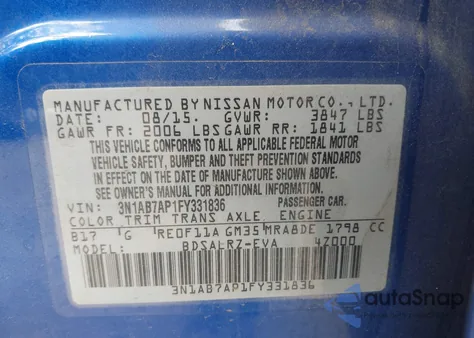 MANUFACTURED BY NISSAN MOTOR CO., LTD.
DATE: 08/15. GVWR: 3847 LBS
GAWR FR: 2006 LBS GAWR RR: 1841 LBS
THIS VEHICLE CONFORMS TO ALL APPLICABLE FEDERAL MOTOR
VEHICLE SAFETY, BUMPER AND THEFT PREVENTION STANDARDS
IN EFFECT ON THE DATE OF MANUFACTURE SHOWN ABOVE.
SEE OWNER'S MANUAL FOR ADDITIONAL INFORMATION.
VIN: 3N1AB7AP1FY331836 PASSENGER CAR.
COLOR TRIM TRANS AXLE ENGINE
B17 G RE0F11A GM35 MRA8DE 1798 CC
MODEL: BDSALRZ-EVA 47000
3N1AB7AP1FY331836
autoSnap